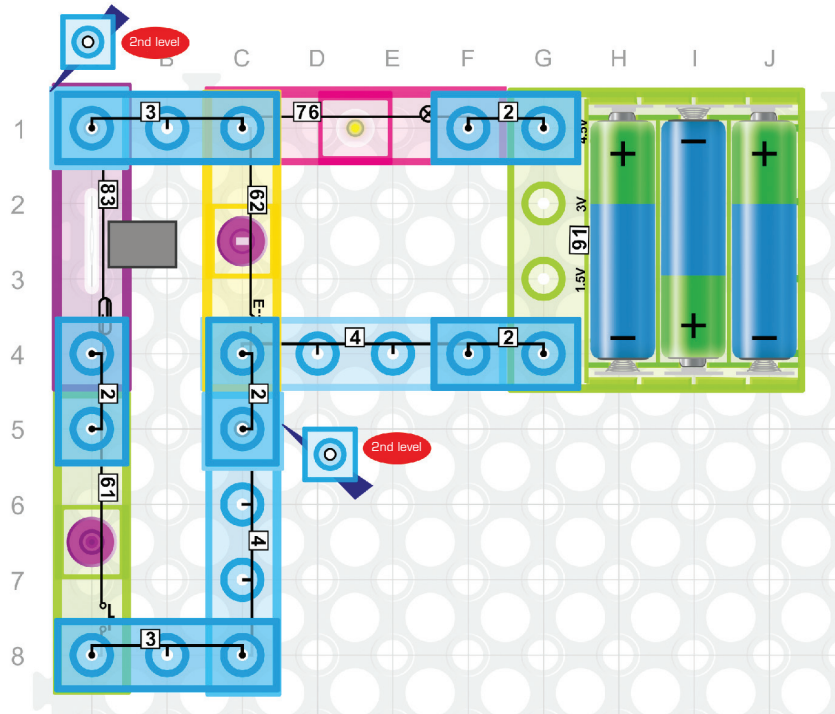 2nd level
A B C D E F G H I J
1 3 76 2 4.5V
+ − +
2 83 62 3V
3 91 1.5V
E
4 4 2
− + −
5 2 2
2nd level
6 61
7 4
L
8 3